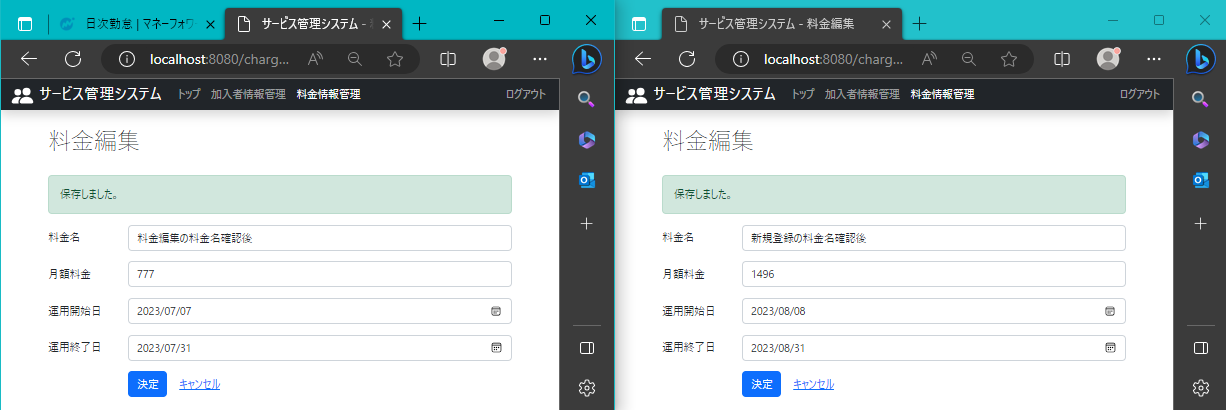 日次勤怠 | マネーフォワ
サービス管理システム -
localhost:8080/charg...
サービス管理システム
トップ 加入者情報管理 料金情報管理 ログアウト
料金編集
保存しました。
料金名 料金編集の料金名確認後
月額料金 777
運用開始日 2023/07/07
運用終了日 2023/07/31
決定 キャンセル
サービス管理システム - 料金編集
localhost:8080/charg...
サービス管理システム
トップ 加入者情報管理 料金情報管理 ログアウト
料金編集
保存しました。
料金名 新規登録の料金名確認後
月額料金 1496
運用開始日 2023/08/08
運用終了日 2023/08/31
決定 キャンセル